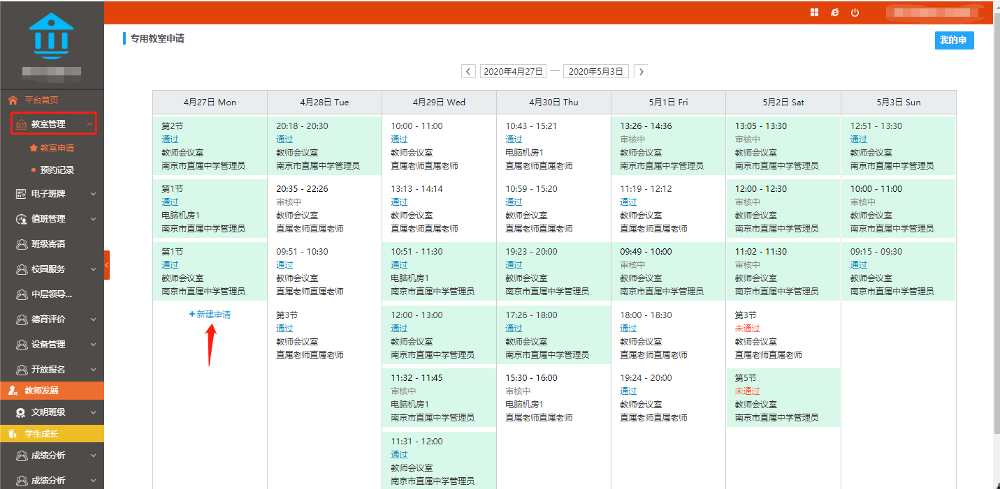 专用教室申请
我的申
平台首页
教室管理
教室申请
预约记录
电子班牌
值班管理
班级寄语
校园服务
中层领导...
德育评价
设备管理
开放报名
教师发展
文明班级
学生成长
成绩分析
成绩分析
2020年4月27日 — 2020年5月3日
4月27日 Mon
第2节
通过
教师会议室
南京市直属中学管理员
第1节
通过
电脑机房1
南京市直属中学管理员
第1节
通过
教师会议室
南京市直属中学管理员
+新建申请
4月28日 Tue
20:18 - 20:30
通过
教师会议室
南京市直属中学管理员
20:35 - 22:26
审核中
教师会议室
直属老师直属老师
09:51 - 10:30
通过
教师会议室
直属老师直属老师
第3节
通过
教师会议室
直属老师直属老师
4月29日 Wed
10:00 - 11:00
通过
教师会议室
直属老师直属老师
13:13 - 14:14
通过
教师会议室
直属老师直属老师
10:51 - 11:30
通过
电脑机房1
南京市直属中学管理员
12:00 - 13:00
通过
教师会议室
南京市直属中学管理员
11:32 - 11:45
审核中
电脑机房1
南京市直属中学管理员
11:31 - 12:00
通过
教师会议室
南京市直属中学管理员
4月30日 Thu
10:43 - 15:21
通过
电脑机房1
直属老师直属老师
10:59 - 15:20
通过
教师会议室
直属老师直属老师
19:23 - 20:00
通过
教师会议室
南京市直属中学管理员
17:26 - 18:00
通过
教师会议室
南京市直属中学管理员
15:30 - 16:00
审核中
电脑机房1
直属老师直属老师
5月1日 Fri
13:26 - 14:36
审核中
教师会议室
南京市直属中学管理员
11:19 - 12:12
通过
教师会议室
直属老师直属老师
09:49 - 10:00
审核中
教师会议室
南京市直属中学管理员
18:00 - 18:30
通过
教师会议室
直属老师直属老师
19:24 - 20:00
通过
教师会议室
直属老师直属老师
5月2日 Sat
13:05 - 13:30
审核中
教师会议室
南京市直属中学管理员
12:00 - 12:30
审核中
教师会议室
南京市直属中学管理员
11:02 - 11:30
审核中
教师会议室
南京市直属中学管理员
第3节
未通过
教师会议室
直属老师直属老师
第5节
未通过
教师会议室
南京市直属中学管理员
5月3日 Sun
12:51 - 13:30
通过
教师会议室
南京市直属中学管理员
10:00 - 11:00
审核中
教师会议室
南京市直属中学管理员
09:15 - 09:30
通过
教师会议室
南京市直属中学管理员